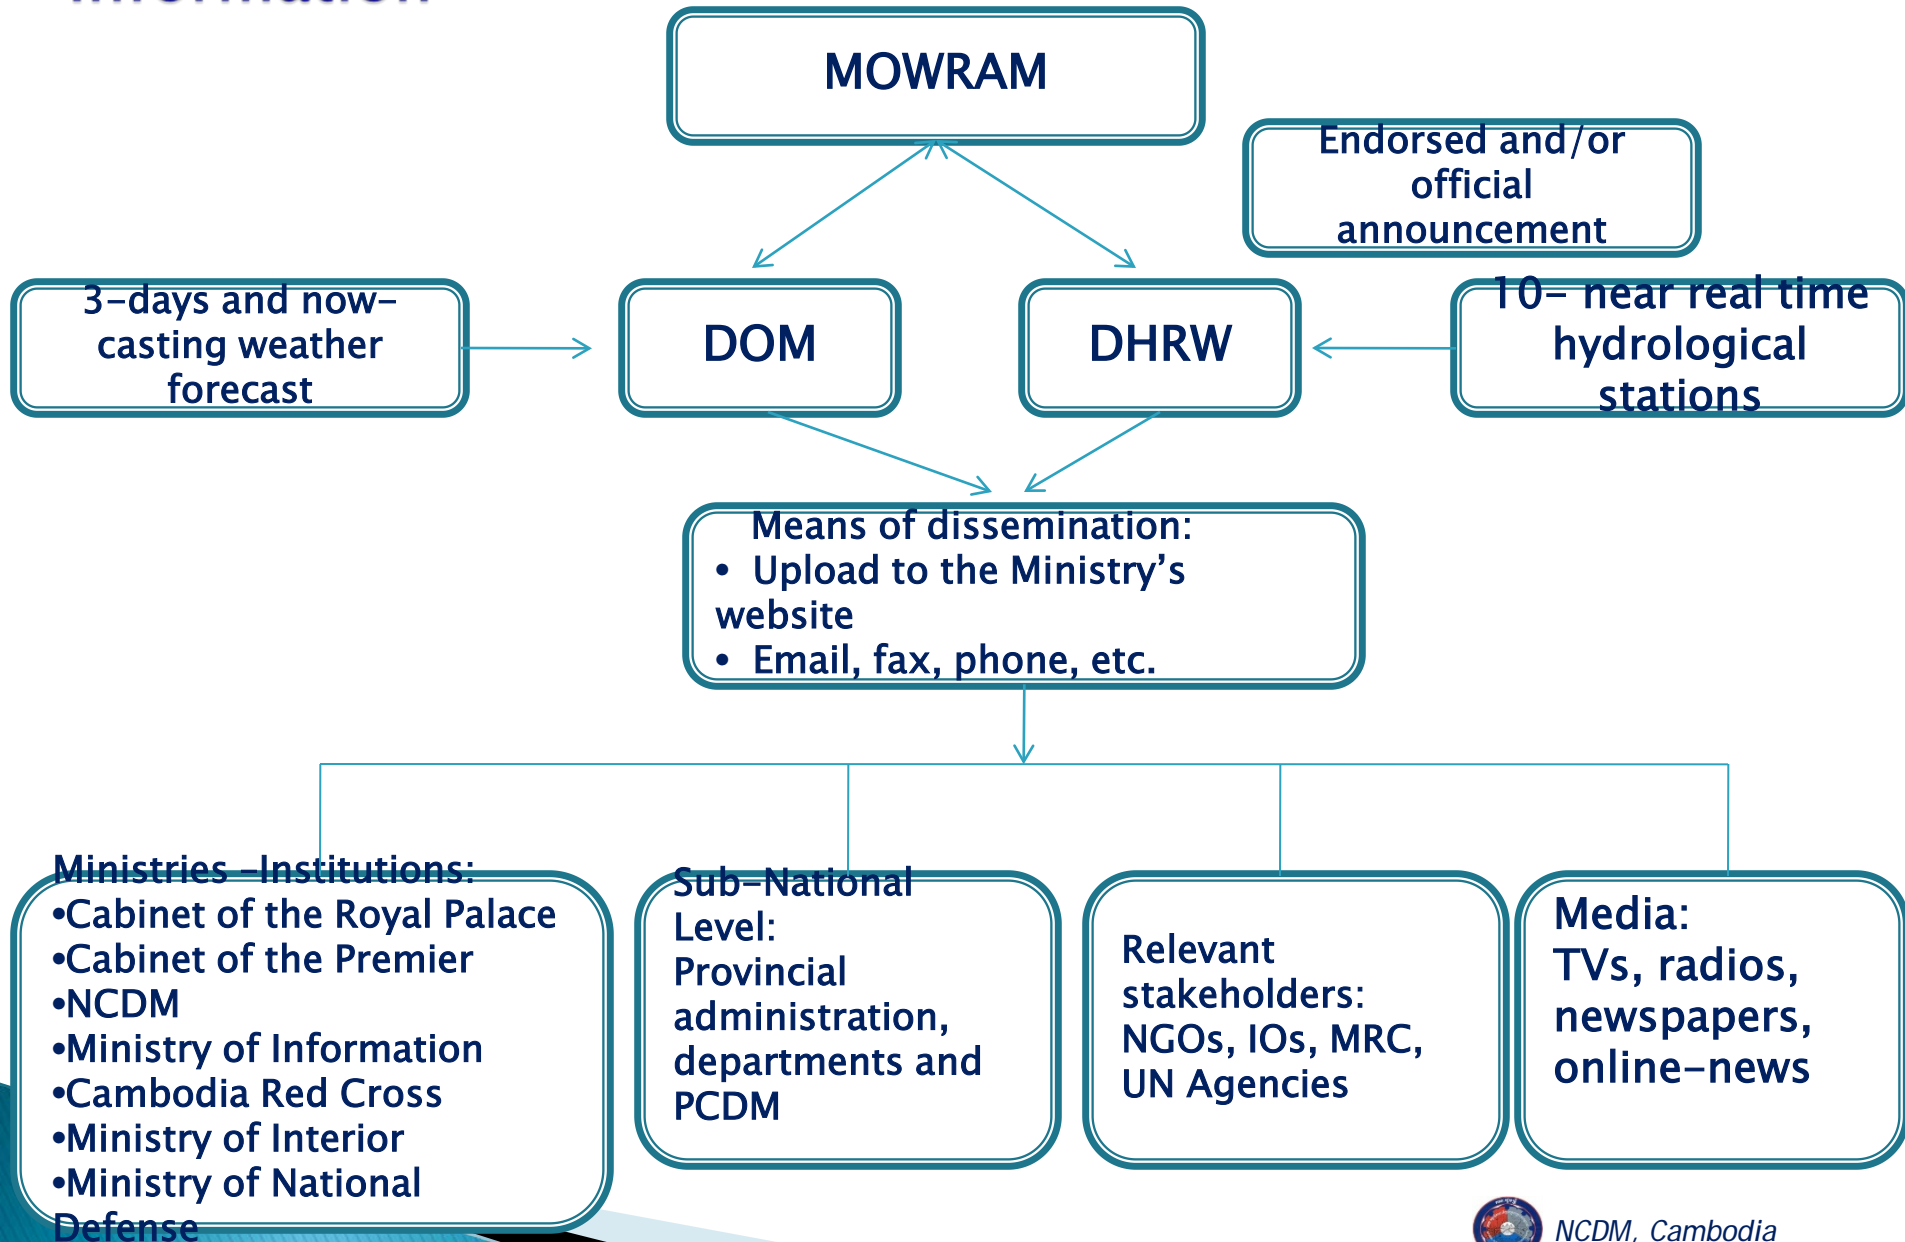 Information
MOWRAM
Endorsed and/or
official
announcement
3-days and now-
casting weather
forecast
DOM
DHRW
10- near real time
hydrological
stations
Means of dissemination:
• Upload to the Ministry’s
website
• Email, fax, phone, etc.
Ministries -Institutions:
•Cabinet of the Royal Palace
•Cabinet of the Premier
•NCDM
•Ministry of Information
•Cambodia Red Cross
•Ministry of Interior
•Ministry of National
Defense
Sub-National
Level:
Provincial
administration,
departments and
PCDM
Relevant
stakeholders:
NGOs, IOs, MRC,
UN Agencies
Media:
TVs, radios,
newspapers,
online-news
NCDM, Cambodia